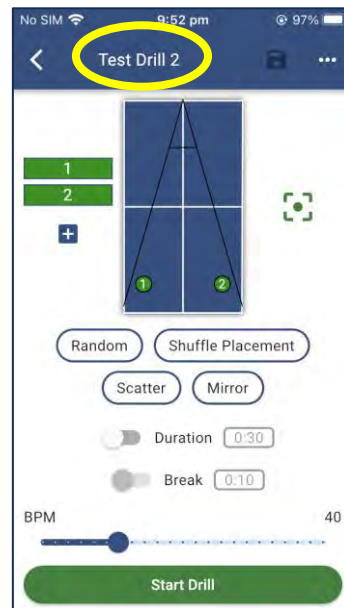 No SIM 9:52 pm 97%
Test Drill 2
1
2
1 2
Random Shuffle Placement
Scatter Mirror
Duration 0:30
Break 0:10
BPM 40
Start Drill